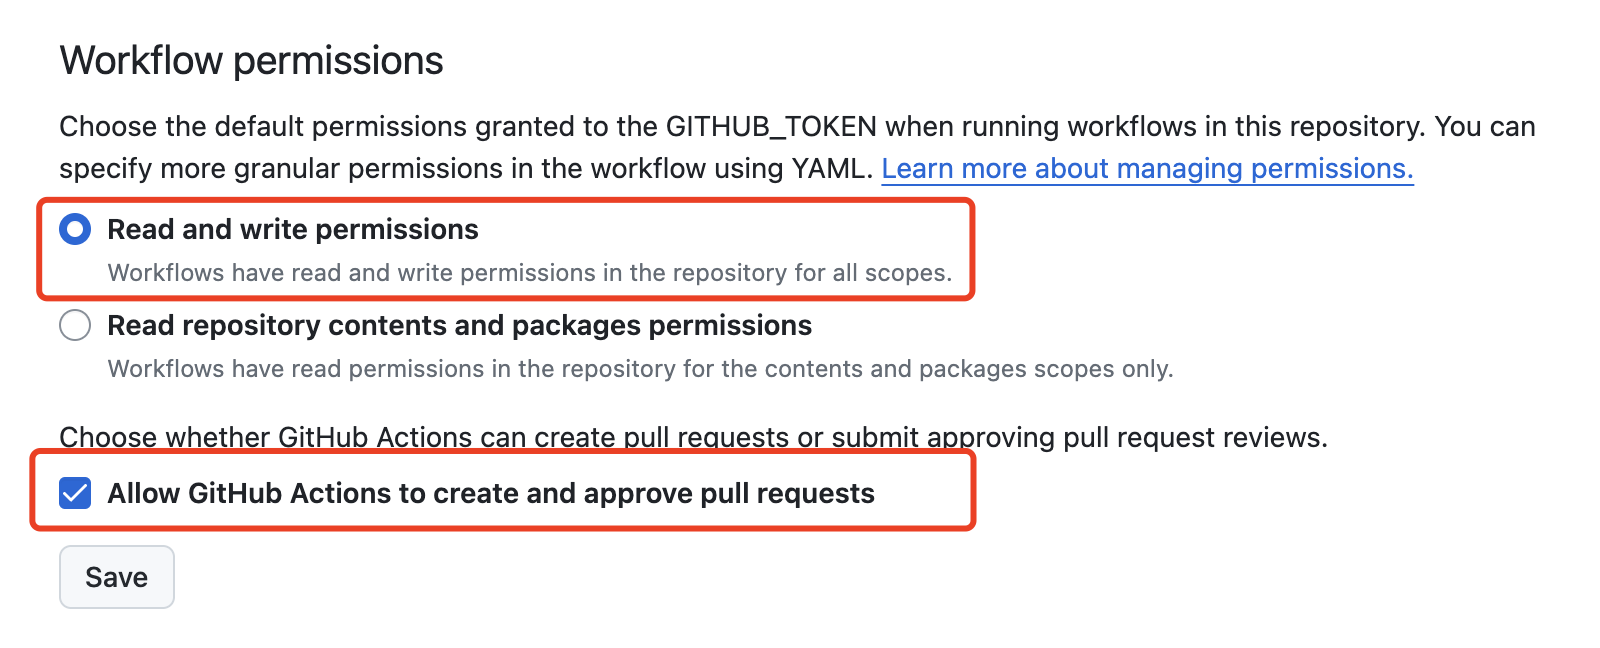 Workflow permissions
Choose the default permissions granted to the GITHUB_TOKEN when running workflows in this repository. You can
specify more granular permissions in the workflow using YAML. Learn more about managing permissions.
Read and write permissions
Workflows have read and write permissions in the repository for all scopes.
Read repository contents and packages permissions
Workflows have read permissions in the repository for the contents and packages scopes only.
Choose whether GitHub Actions can create pull requests or submit approving pull request reviews.
Allow GitHub Actions to create and approve pull requests
Save